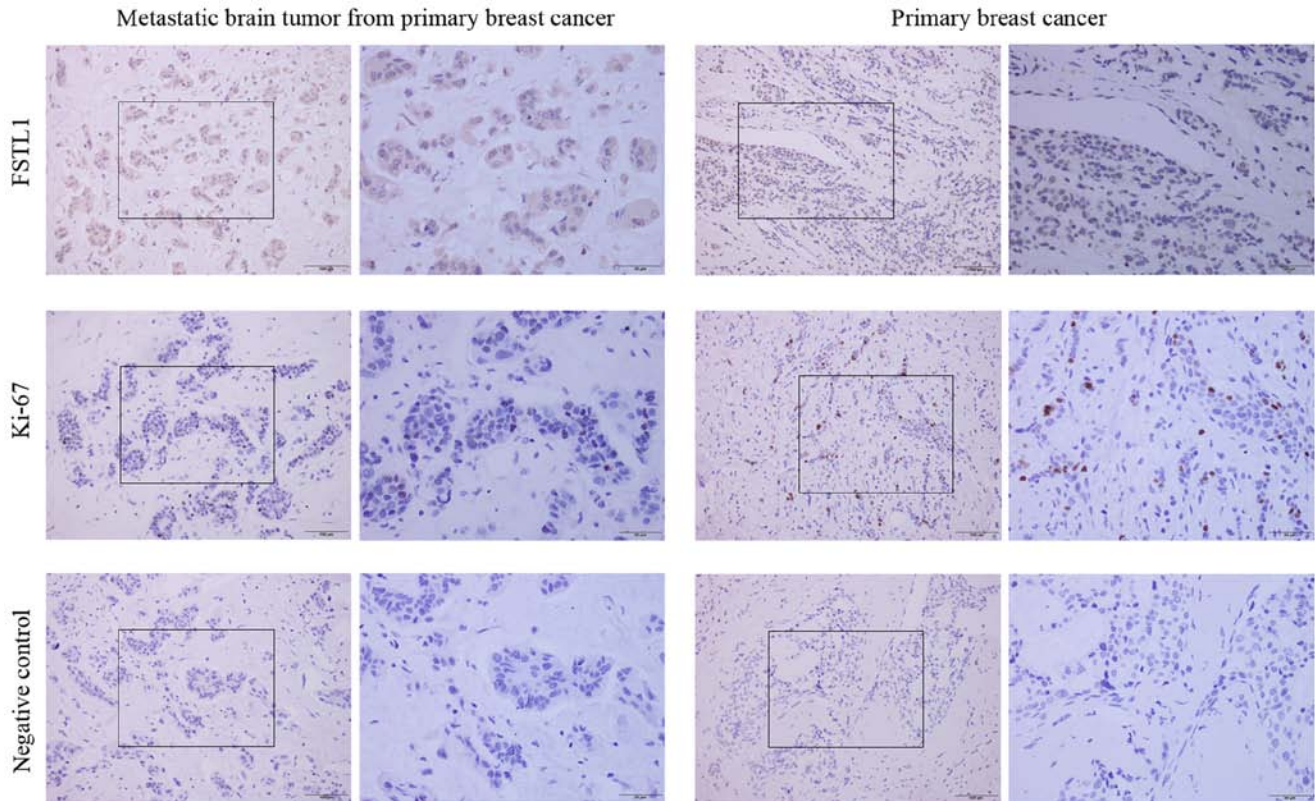 Metastatic brain tumor from primary breast cancer
Primary breast cancer
FSTL1
Ki-67
Negative control